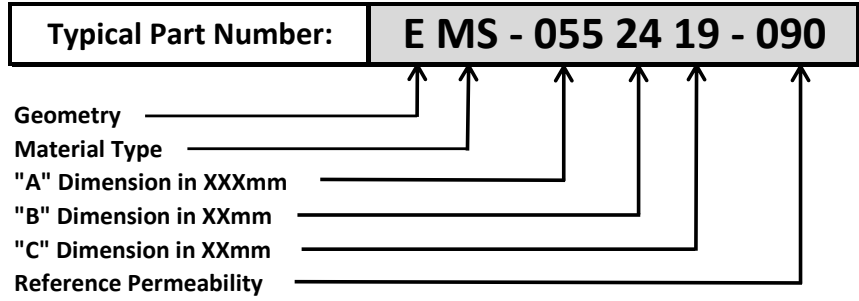 Typical Part Number: E MS - 055 24 19 - 090
Geometry
Material Type
"A" Dimension in XXXmm
"B" Dimension in XXmm
"C" Dimension in XXmm
Reference Permeability